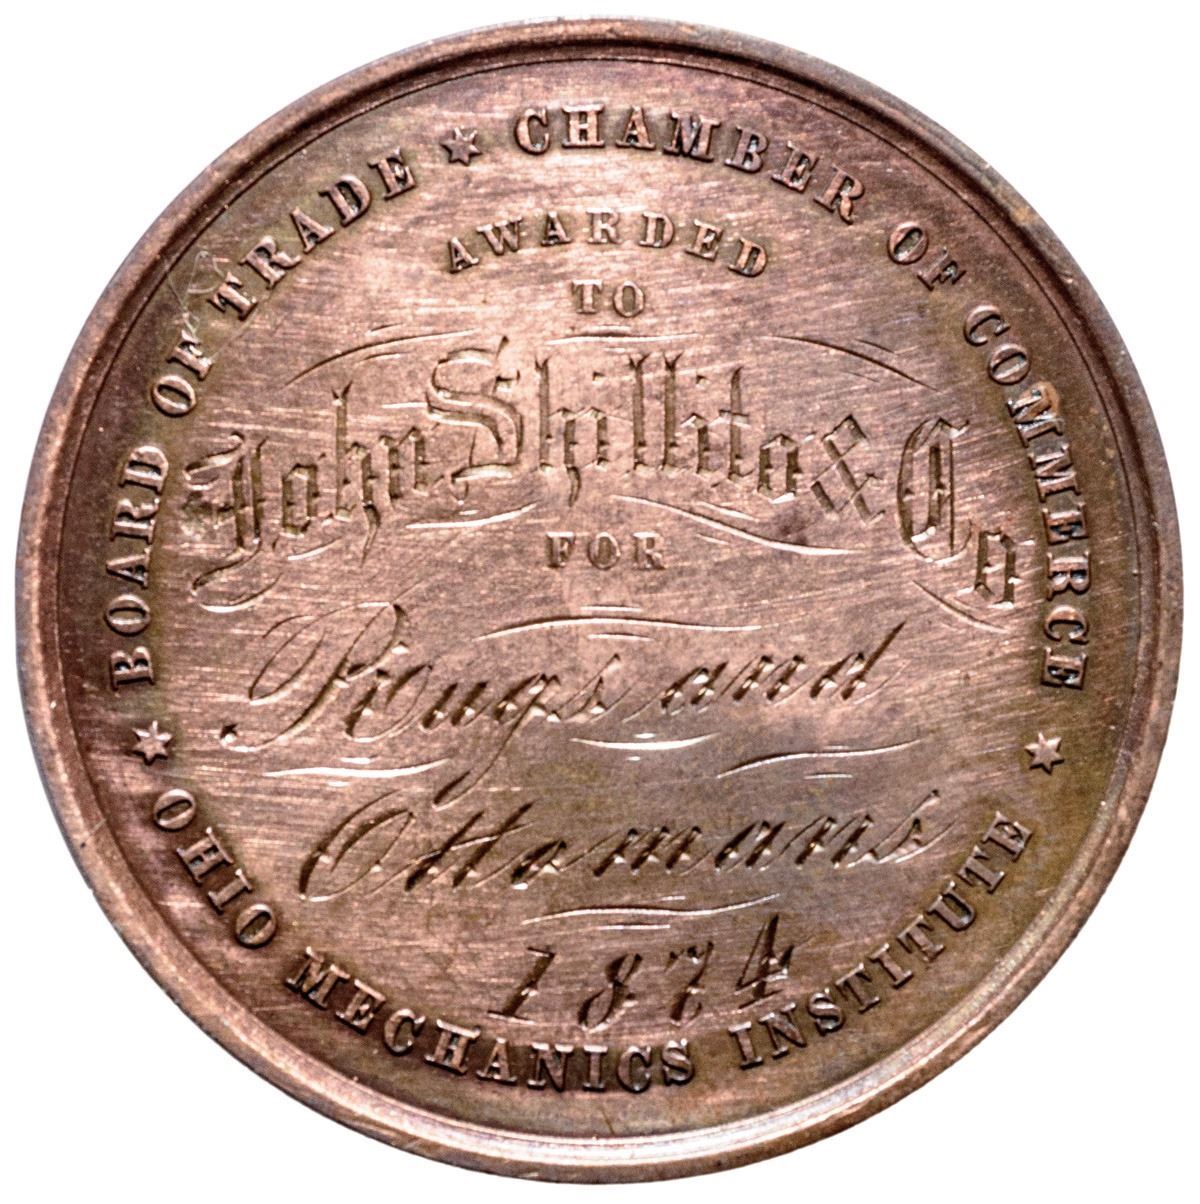 BOARD OF TRADE ★ CHAMBER OF COMMERCE ★
OHIO MECHANICS INSTITUTE ★
AWARDED
TO
John Shillito & Co
FOR
Rugs and
Ottomans
1874